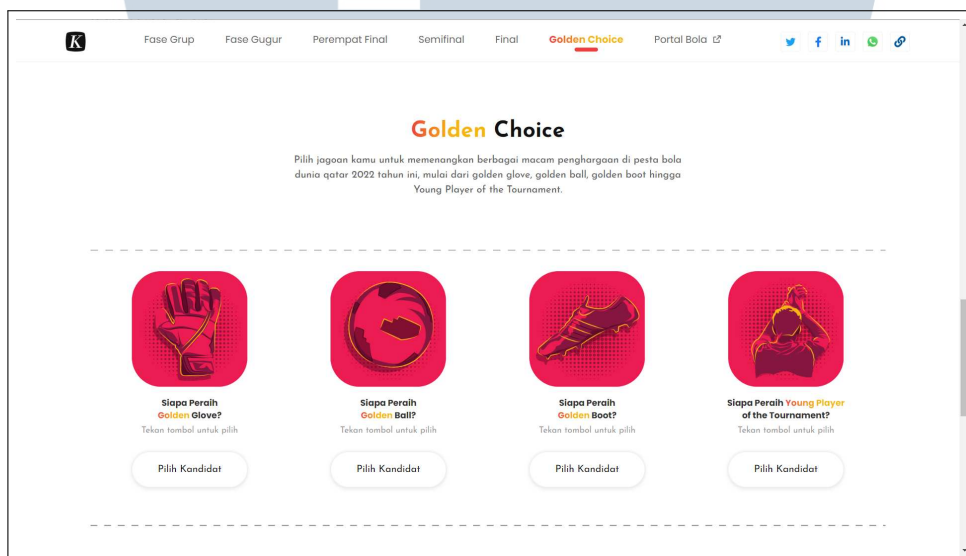 K
Fase Grup Fase Gugur Perempat Final Semifinal Final Golden Choice Portal Bola
Golden Choice
Pilih jagoan kamu untuk memenangkan berbagai macam penghargaan di pesta bola
dunia qatar 2022 tahun ini, mulai dari golden glove, golden ball, golden boot hingga
Young Player of the Tournament.
Siapa Peraih
Golden Glove?
Tekan tombol untuk pilih
Pilih Kandidat
Siapa Peraih
Golden Ball?
Tekan tombol untuk pilih
Pilih Kandidat
Siapa Peraih
Golden Boot?
Tekan tombol untuk pilih
Pilih Kandidat
Siapa Peraih Young Player
of the Tournament?
Tekan tombol untuk pilih
Pilih Kandidat